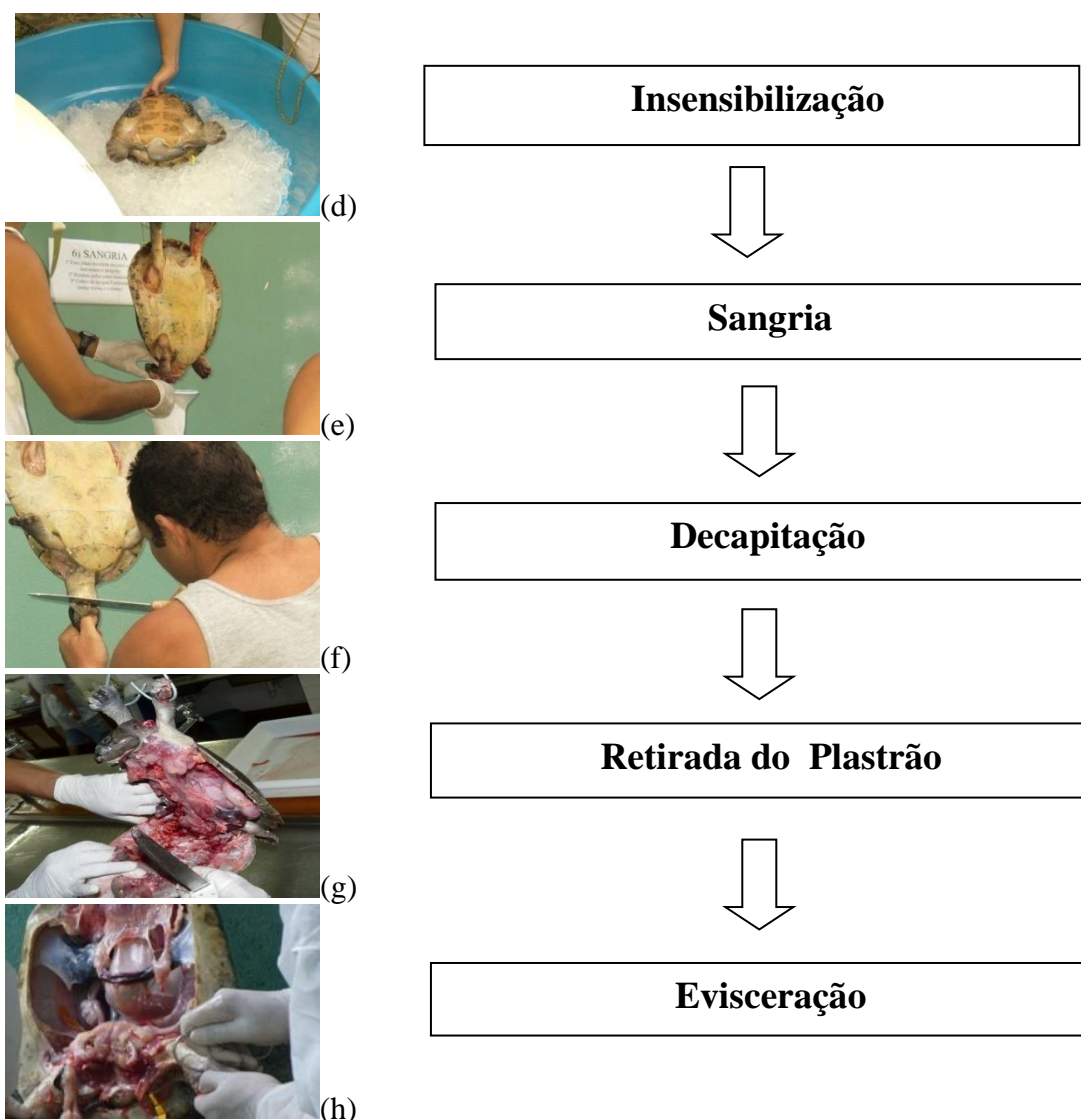 Insensibilização
(d)
6) SANGRIA
Sangria
(e)
Decapitação
(f)
Retirada do Plastrão
(g)
Evisceração
(h)